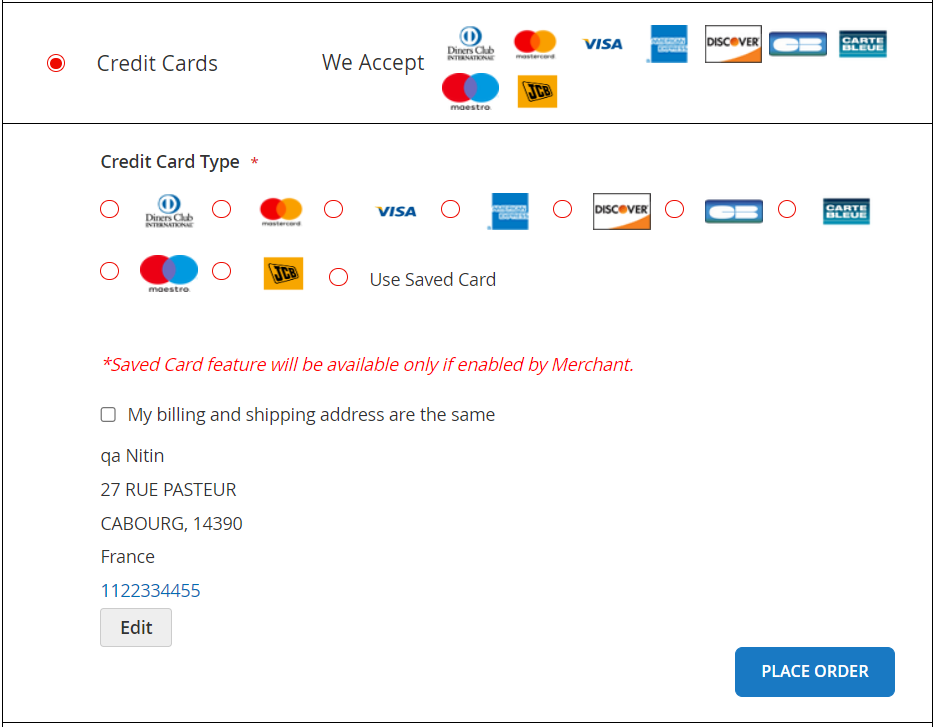 Credit Cards
We Accept
Diners Club
INTERNATIONAL
mastercard
VISA
AMERICAN
EXPRESS
DISCOVER
CB
CARTE
BLEUE
maestro
JCB
Credit Card Type *
Diners Club
INTERNATIONAL
mastercard
VISA
AMERICAN
EXPRESS
DISCOVER
CB
CARTE
BLEUE
maestro
JCB
Use Saved Card
*Saved Card feature will be available only if enabled by Merchant.
My billing and shipping address are the same
qa Nitin
27 RUE PASTEUR
CABOURG, 14390
France
1122334455
Edit
PLACE ORDER